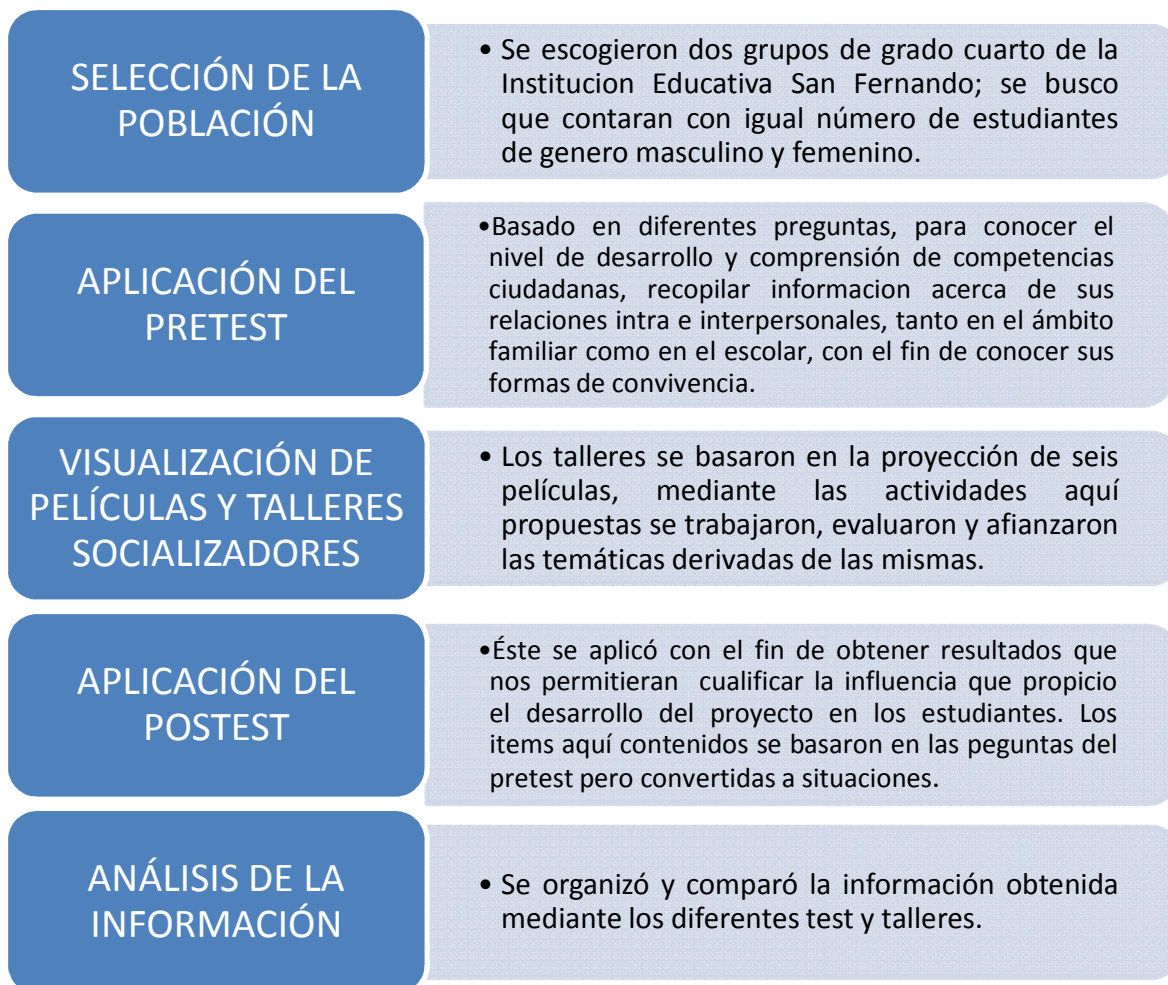 SELECCIÓN DE LA
POBLACIÓN
• Se escogieron dos grupos de grado cuarto de la
Institucion Educativa San Fernando; se busco
que contaran con igual número de estudiantes
de genero masculino y femenino.
APLICACIÓN DEL
PRETEST
•Basado en diferentes preguntas, para conocer el
nivel de desarrollo y comprensión de competencias
ciudadanas, recopilar informacion acerca de sus
relaciones intra e interpersonales, tanto en el ámbito
familiar como en el escolar, con el fin de conocer sus
formas de convivencia.
VISUALIZACIÓN DE
PELÍCULAS Y TALLERES
SOCIALIZADORES
• Los talleres se basaron en la proyección de seis
películas, mediante las actividades aquí
propuestas se trabajaron, evaluaron y afianzaron
las temáticas derivadas de las mismas.
APLICACIÓN DEL
POSTEST
•Éste se aplicó con el fin de obtener resultados que
nos permitieran cualificar la influencia que propicio
el desarrollo del proyecto en los estudiantes. Los
items aquí contenidos se basaron en las peguntas del
pretest pero convertidas a situaciones.
ANÁLISIS DE LA
INFORMACIÓN
• Se organizó y comparó la información obtenida
mediante los diferentes test y talleres.